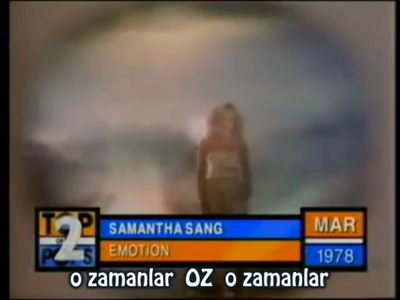 TOP 2 POPS
SAMANTHA SANG
EMOTION
MAR
1978
o zamanlar OZ o zamanlar